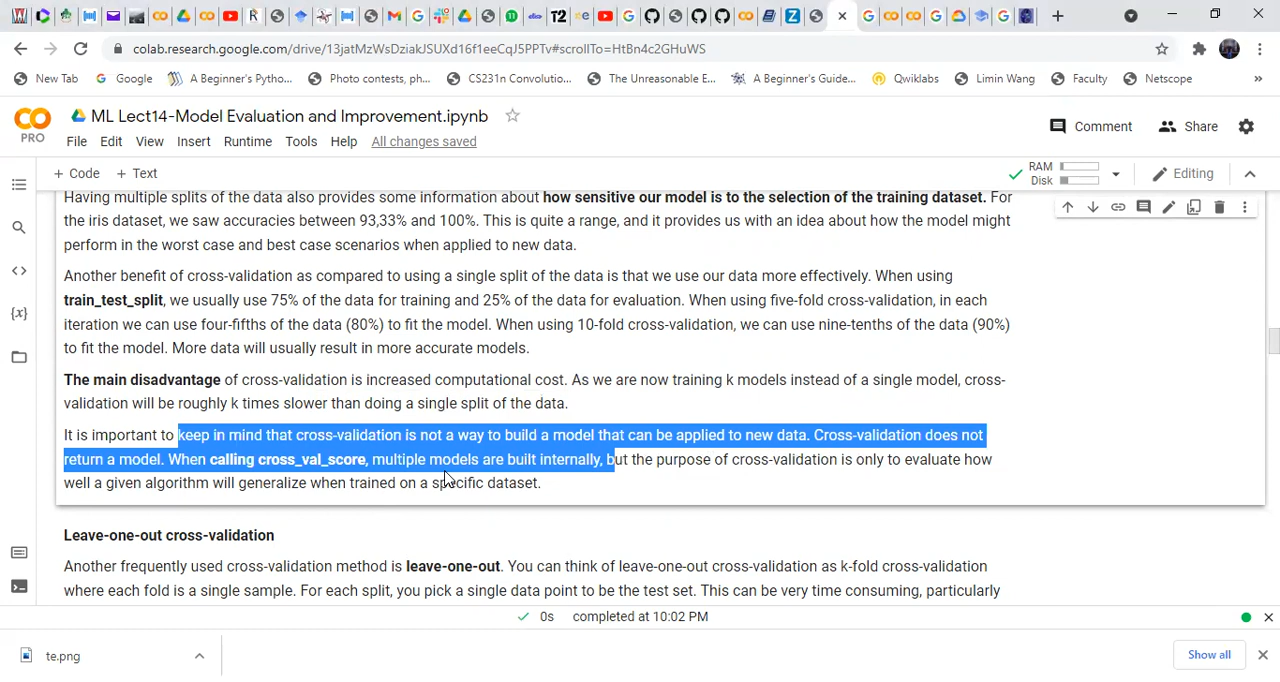 colab.research.google.com/drive/13jatMzWsDziakJSUXd16f1eeCqJ5PPTv#scrollTo=HtBn4c2GHuWS
New Tab Google A Beginner's Pytho... Photo contests, ph... CS231n Convolutio... The Unreasonable E... A Beginner's Guide... Qwiklabs Limin Wang Faculty Netscope »
ML Lect14-Model Evaluation and Improvement.ipynb
CO PRO
Comment Share
File Edit View Insert Runtime Tools Help All changes saved
+ Code + Text
RAM
Disk
Editing
Having multiple splits of the data also provides some information about how sensitive our model is to the selection of the training dataset. For
the iris dataset, we saw accuracies between 93,33% and 100%. This is quite a range, and it provides us with an idea about how the model might
perform in the worst case and best case scenarios when applied to new data.
Another benefit of cross-validation as compared to using a single split of the data is that we use our data more effectively. When using
train_test_split, we usually use 75% of the data for training and 25% of the data for evaluation. When using five-fold cross-validation, in each
iteration we can use four-fifths of the data (80%) to fit the model. When using 10-fold cross-validation, we can use nine-tenths of the data (90%)
to fit the model. More data will usually result in more accurate models.
The main disadvantage of cross-validation is increased computational cost. As we are now training k models instead of a single model, cross-
validation will be roughly k times slower than doing a single split of the data.
It is important to keep in mind that cross-validation is not a way to build a model that can be applied to new data. Cross-validation does not
return a model. When calling cross_val_score, multiple models are built internally, but the purpose of cross-validation is only to evaluate how
well a given algorithm will generalize when trained on a specific dataset.
Leave-one-out cross-validation
Another frequently used cross-validation method is leave-one-out. You can think of leave-one-out cross-validation as k-fold cross-validation
where each fold is a single sample. For each split, you pick a single data point to be the test set. This can be very time consuming, particularly
0s completed at 10:02 PM
te.png
Show all